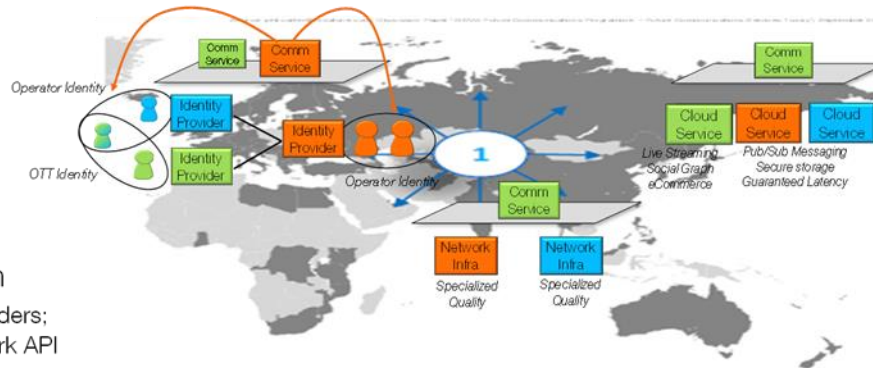 Comm
Service
Comm
Service
Comm
Service
Operator Identity
Identity
Provider
Identity
Provider
Identity
Provider
OTT Identity
Operator Identity
1
Cloud
Service
Cloud
Service
Cloud
Service
Live Streaming
Social Graph
eCommerce
Pub/Sub Messaging
Secure storage
Guaranteed Latency
Comm
Service
Network
Infra
Network
Infra
Specialized
Quality
Specialized
Quality
ders;
rk API